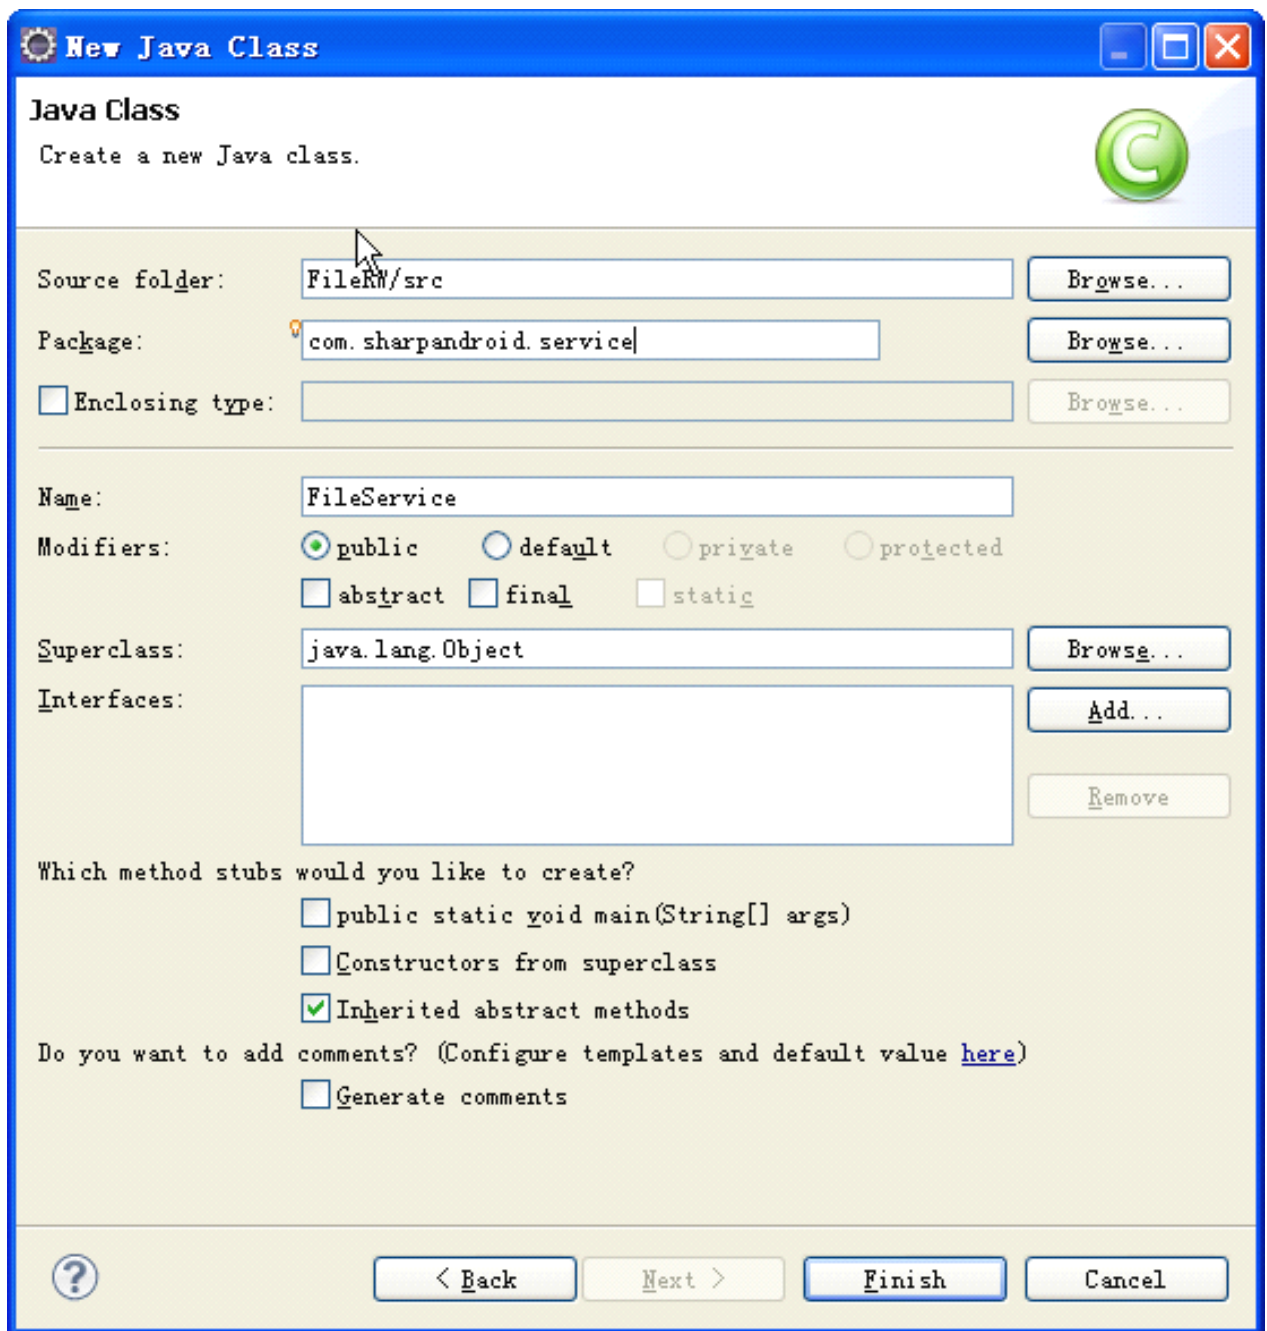 New Java Class
Java Class
Create a new Java class.
Source folder: FileRW/src Browse...
Package: com.sharpandroid.service Browse...
Enclosing type: Browse...
Name: FileService
Modifiers: public default private protected
abstract final static
Superclass: java.lang.Object Browse...
Interfaces: Add...
Remove
Which method stubs would you like to create?
public static void main(String[] args)
Constructors from superclass
Inherited abstract methods
Do you want to add comments? (Configure templates and default value here)
Generate comments
? < Back Next > Finish Cancel